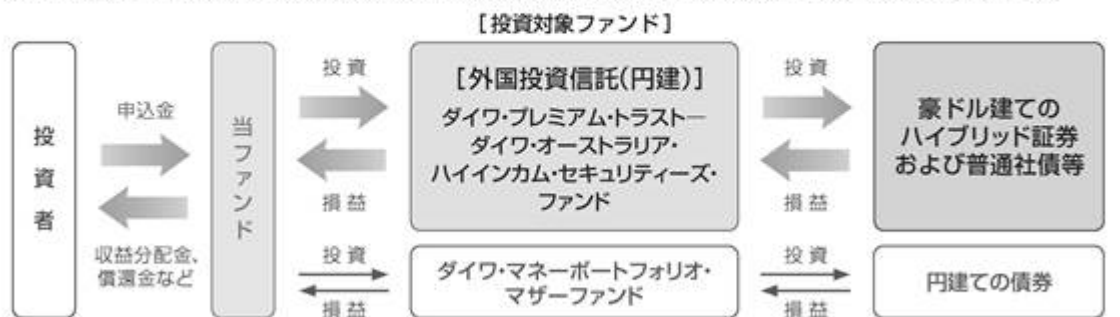 [投資対象ファンド]
投資者
申込金
収益分配金、
償還金など
当ファンド
投資
損益
[外国投資信託(円建)]
ダイワ・プレミアム・トラスト―
ダイワ・オーストラリア・
ハイインカム・セキュリティーズ・
ファンド
投資
損益
豪ドル建ての
ハイブリッド証券
および普通社債等
投資
損益
ダイワ・マネーポートフォリオ・
マザーファンド
投資
損益
円建ての債券